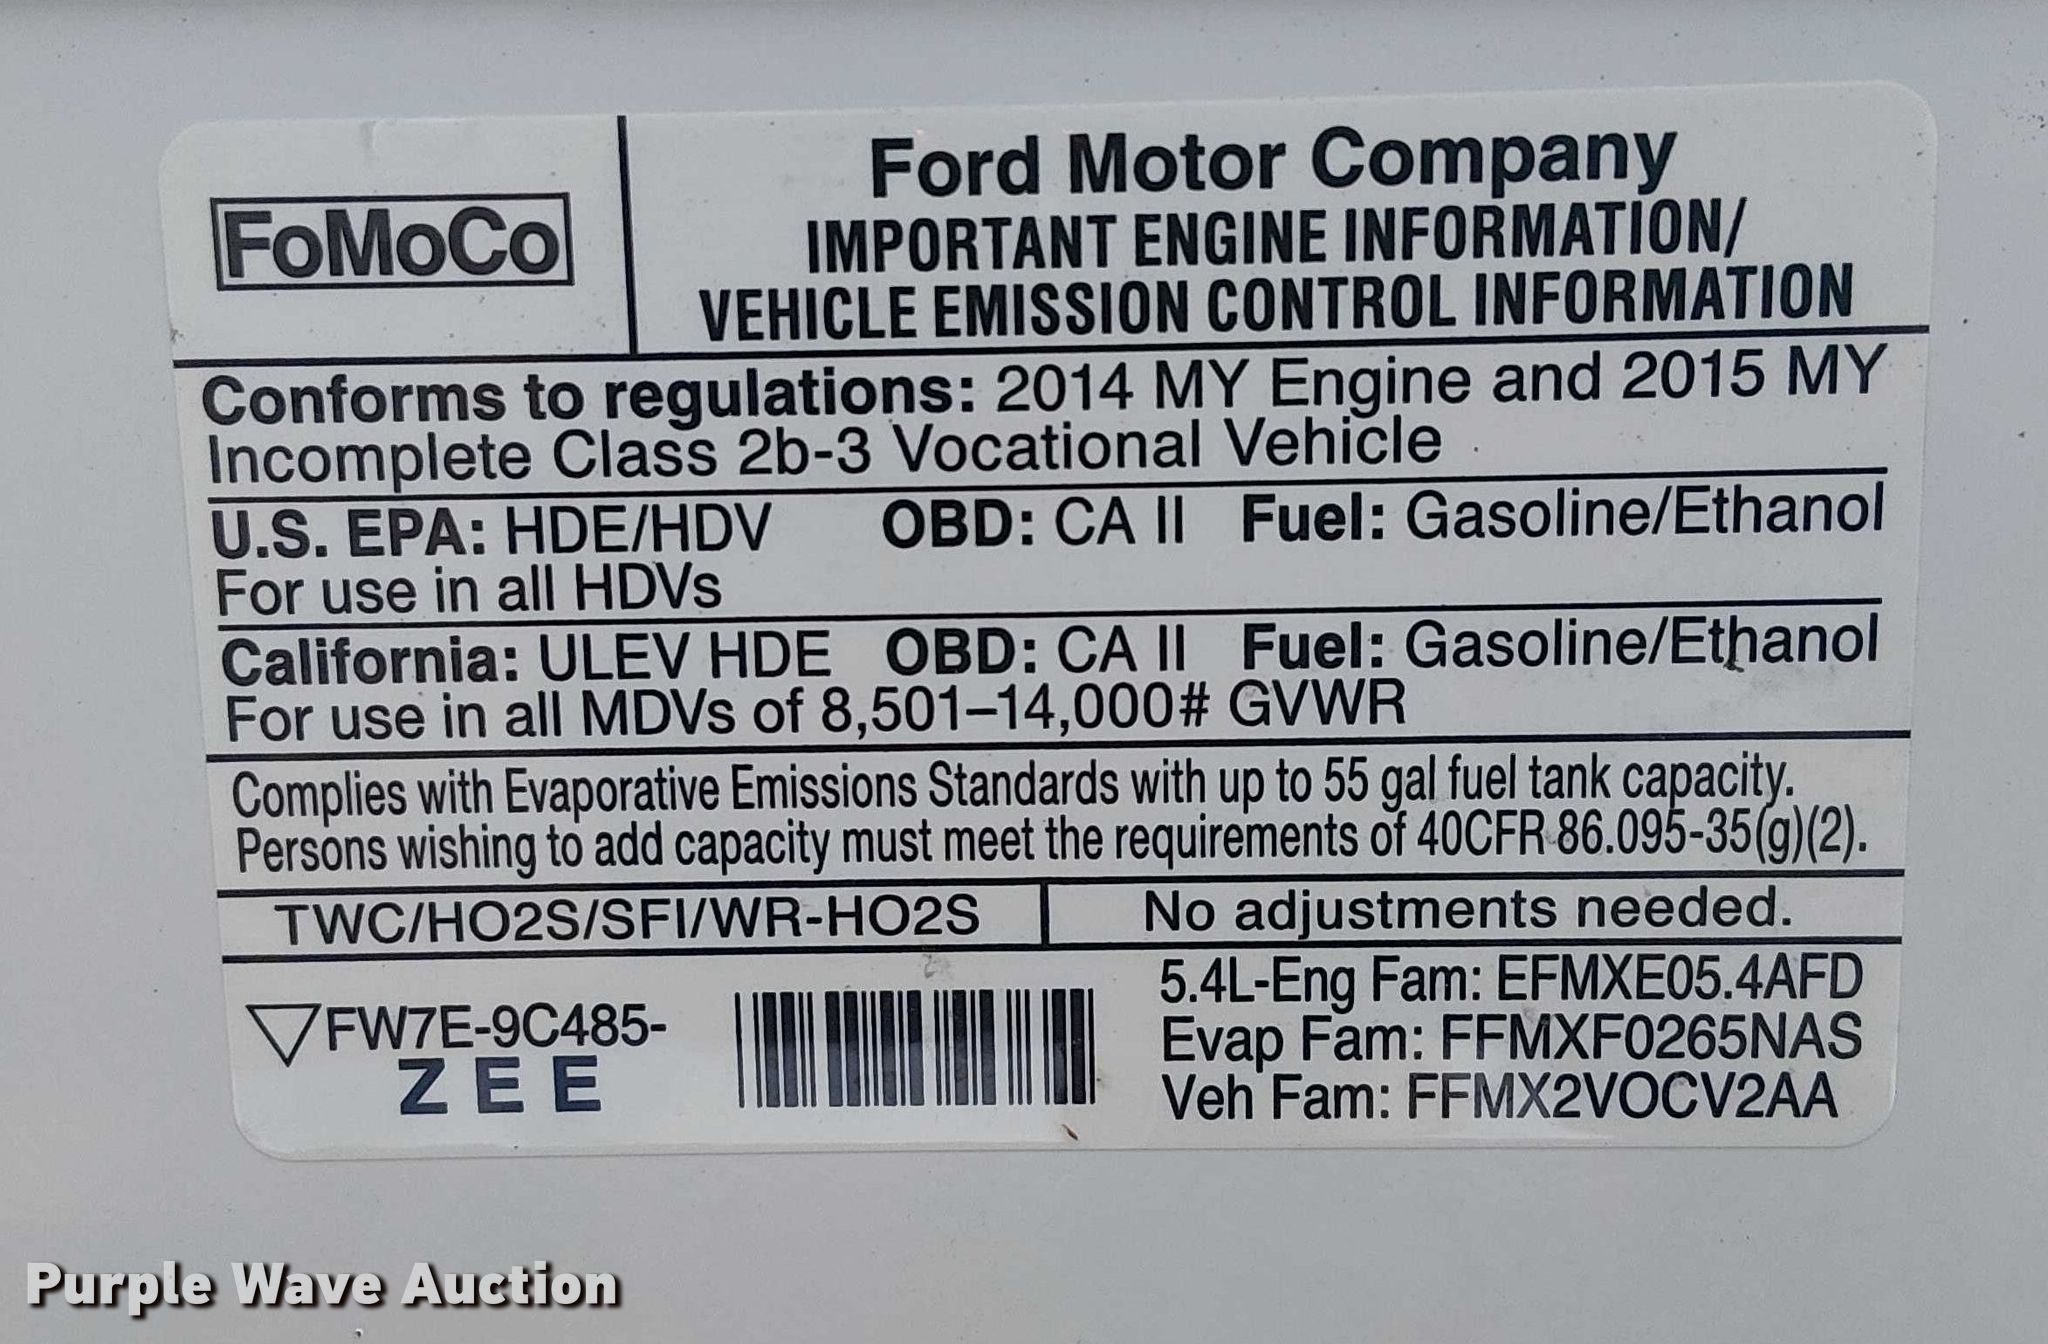 FoMoCo
Ford Motor Company
IMPORTANT ENGINE INFORMATION/
VEHICLE EMISSION CONTROL INFORMATION
Conforms to regulations: 2014 MY Engine and 2015 MY
Incomplete Class 2b-3 Vocational Vehicle
U.S. EPA: HDE/HDV OBD: CA II Fuel: Gasoline/Ethanol
For use in all HDVs
California: ULEV HDE OBD: CA II Fuel: Gasoline/Ethanol
For use in all MDVs of 8,501–14,000# GVWR
Complies with Evaporative Emissions Standards with up to 55 gal fuel tank capacity.
Persons wishing to add capacity must meet the requirements of 40CFR 86.095-35(g)(2).
TWC/HO2S/SFI/WR-HO2S
No adjustments needed.
FW7E-9C485-
ZEE
5.4L-Eng Fam: EFMXE05.4AFD
Evap Fam: FFMXF0265NAS
Veh Fam: FFMX2VOCV2AA
Purple Wave Auction